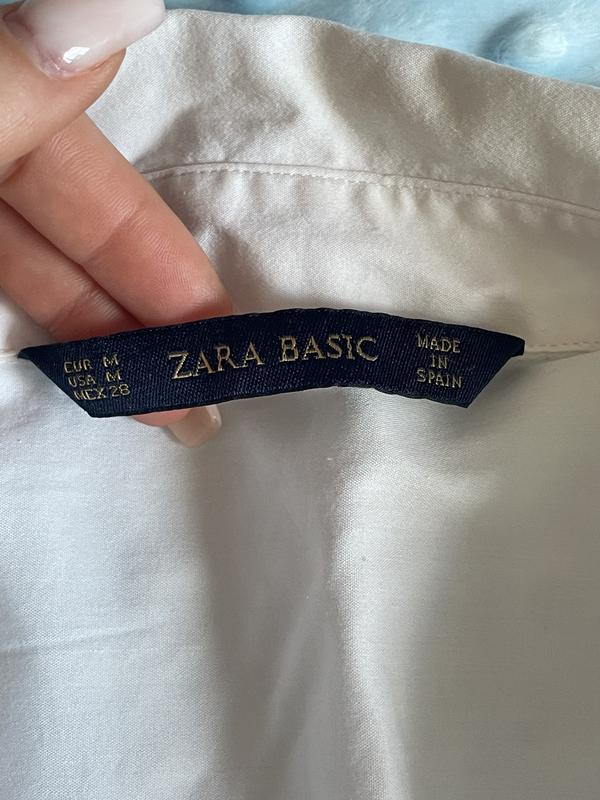 EUR M
USA M
MEX 28
ZARA BASIC
MADE
IN
SPAIN